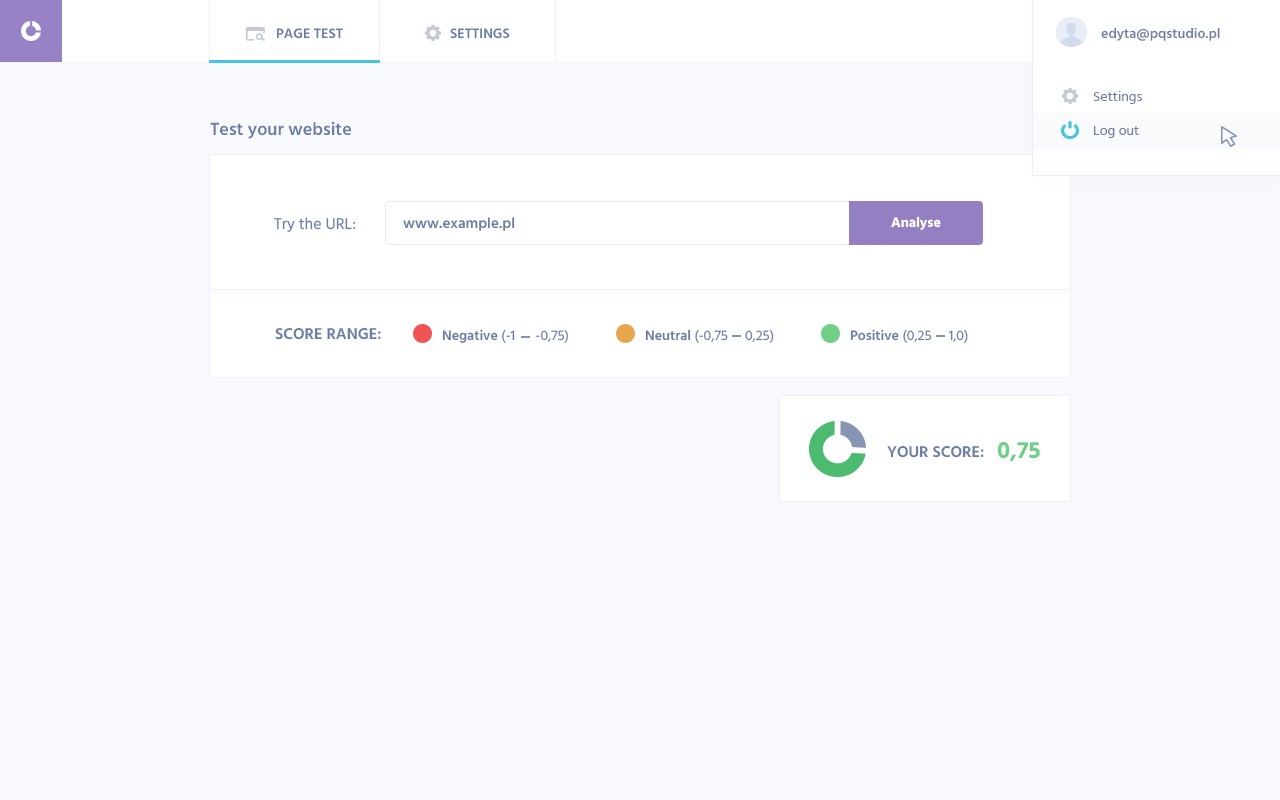 PAGE TEST
SETTINGS
edyta@pqstudio.pl
Settings
Log out
Test your website
Try the URL:
www.example.pl
Analyse
SCORE RANGE:
Negative (-1 — -0,75)
Neutral (-0,75 — 0,25)
Positive (0,25 — 1,0)
YOUR SCORE: 0,75